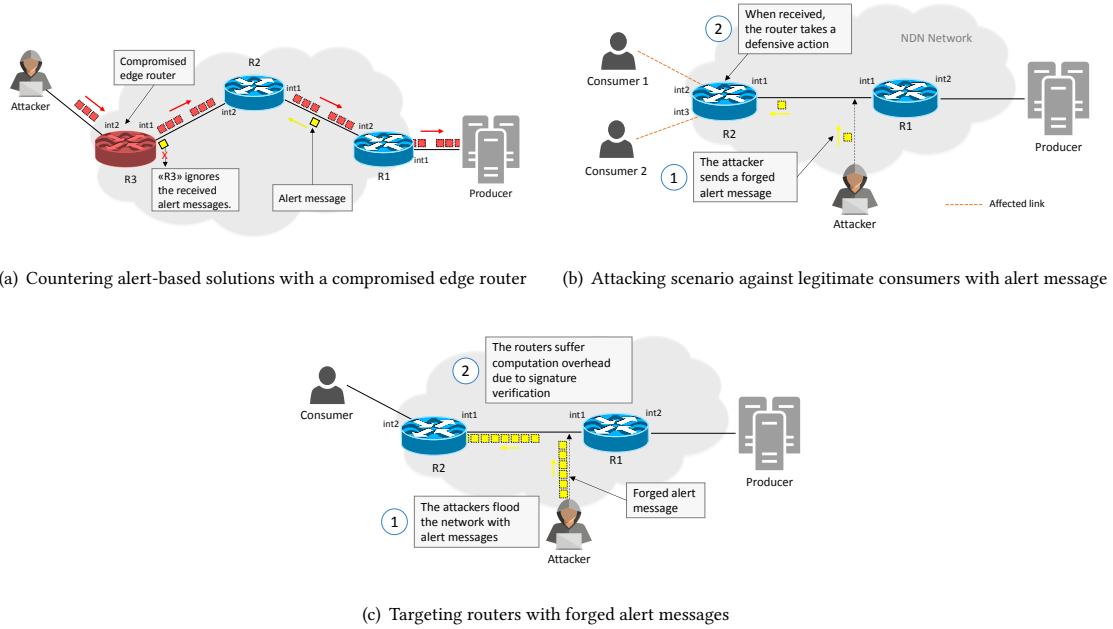 Attacker
Compromised
edge router
R2
int1
int2
int2
int1
R3
«R3» ignores
the received
alert messages.
X
Alert message
int2
int1
R1
Producer
(a) Countering alert-based solutions with a compromised edge router
2
When received,
the router takes a
defensive action
NDN Network
Consumer 1
int2
int3
int1
R2
int1
int2
R1
Producer
Consumer 2
1
The attacker
sends a forged
alert message
Attacker
Affected link
(b) Attacking scenario against legitimate consumers with alert message
2
The routers suffer
computation overhead
due to signature
verification
Consumer
int2
int1
R2
int1
int2
R1
Producer
1
The attackers flood
the network with
alert messages
Forged alert
message
Attacker
(c) Targeting routers with forged alert messages